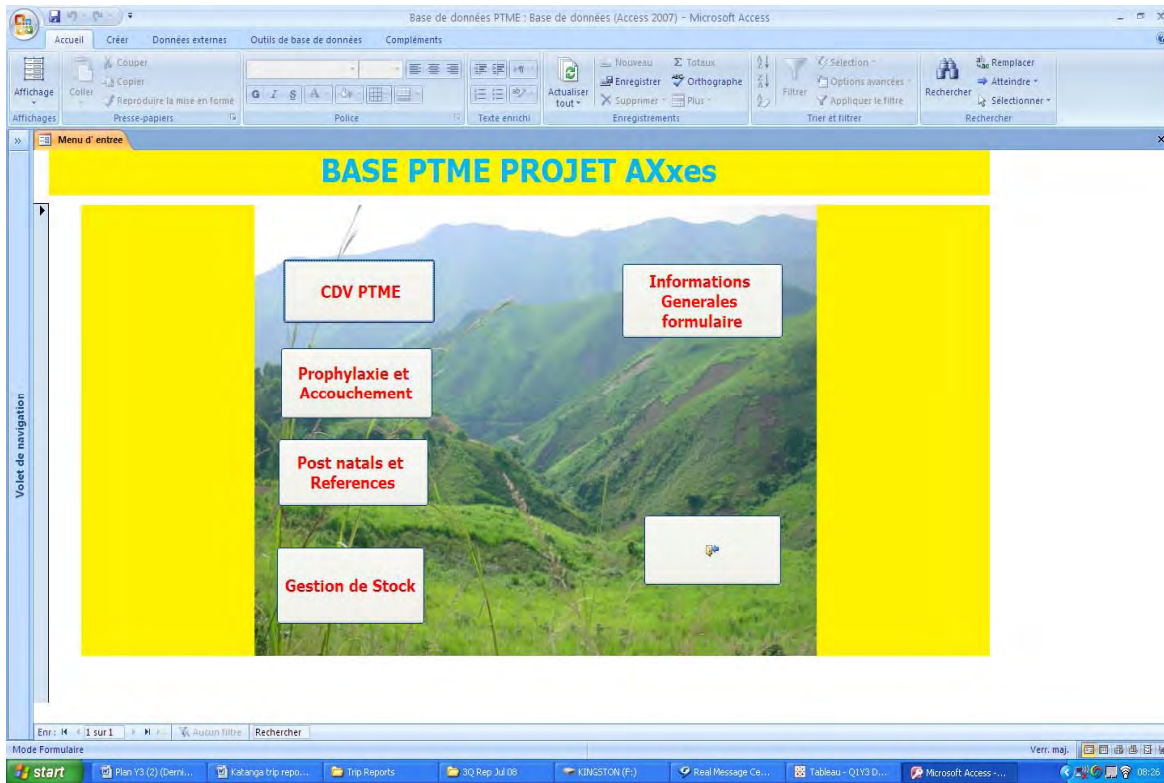 Base de données PTME : Base de données (Access 2007) - Microsoft Access
Accueil Créer Données externes Outils de base de données Compléments
Affichage
Coller
Couper
Copier
Reproduire la mise en forme
G I S A
Actualiser tout
Nouveau
Enregistrer
Supprimer
Σ Totaux
Orthographe
Plus
Filtrer
Sélection
Options avancées
Appliquer le filtre
Rechercher
Remplacer
Atteindre
Sélectionner
Affichages Presse-papiers Police Texte enrichi Enregistrements Trier et filtrer Rechercher
Menu d' entree
BASE PTME PROJET AXxes
CDV PTME
Informations
Generales
formulaire
Prophylaxie et
Accouchement
Post natals et
References
Gestion de Stock
Volet de navigation
Enr : 1 sur 1 Aucun filtre Rechercher
Mode Formulaire Verr. maj.
start Plan Y3 (2) (Derni... Katanga trip repo... Trip Reports 3Q Rep Jul 08 KINGSTON (F:) Real Message Ce... Tableau - Q1Y3 D... Microsoft Access -... 08:26